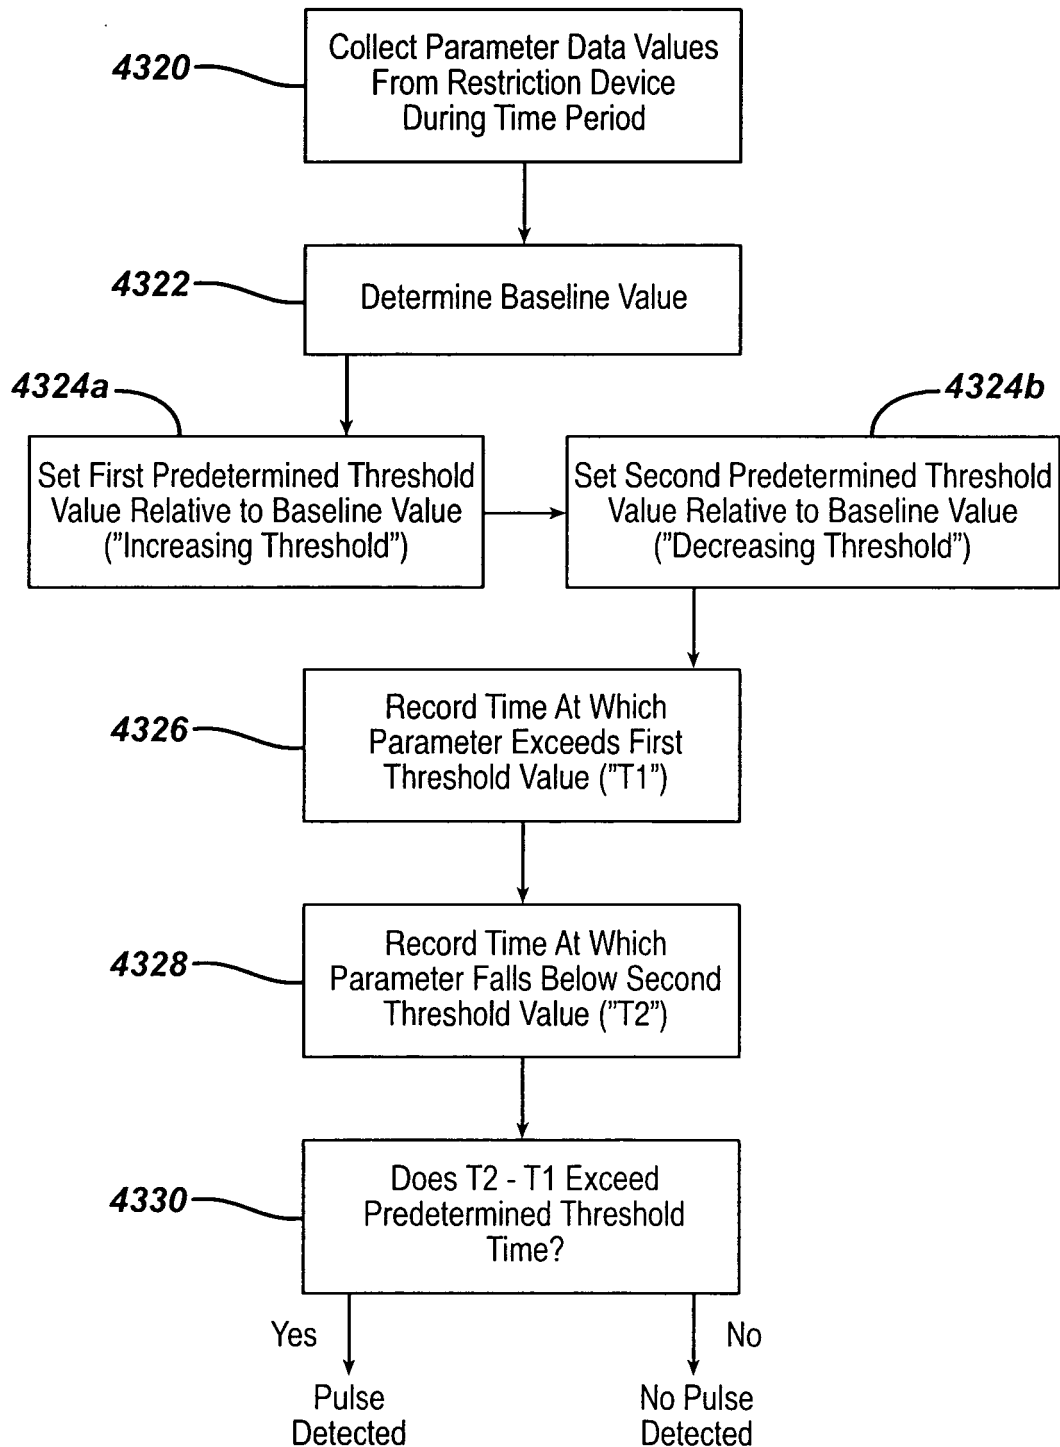 4320
Collect Parameter Data Values
From Restriction Device
During Time Period
4322
Determine Baseline Value
4324a
4324b
Set First Predetermined Threshold
Value Relative to Baseline Value
("Increasing Threshold")
Set Second Predetermined Threshold
Value Relative to Baseline Value
("Decreasing Threshold")
4326
Record Time At Which
Parameter Exceeds First
Threshold Value ("T1")
4328
Record Time At Which
Parameter Falls Below Second
Threshold Value ("T2")
4330
Does T2 - T1 Exceed
Predetermined Threshold
Time?
Yes
No
Pulse
Detected
No Pulse
Detected